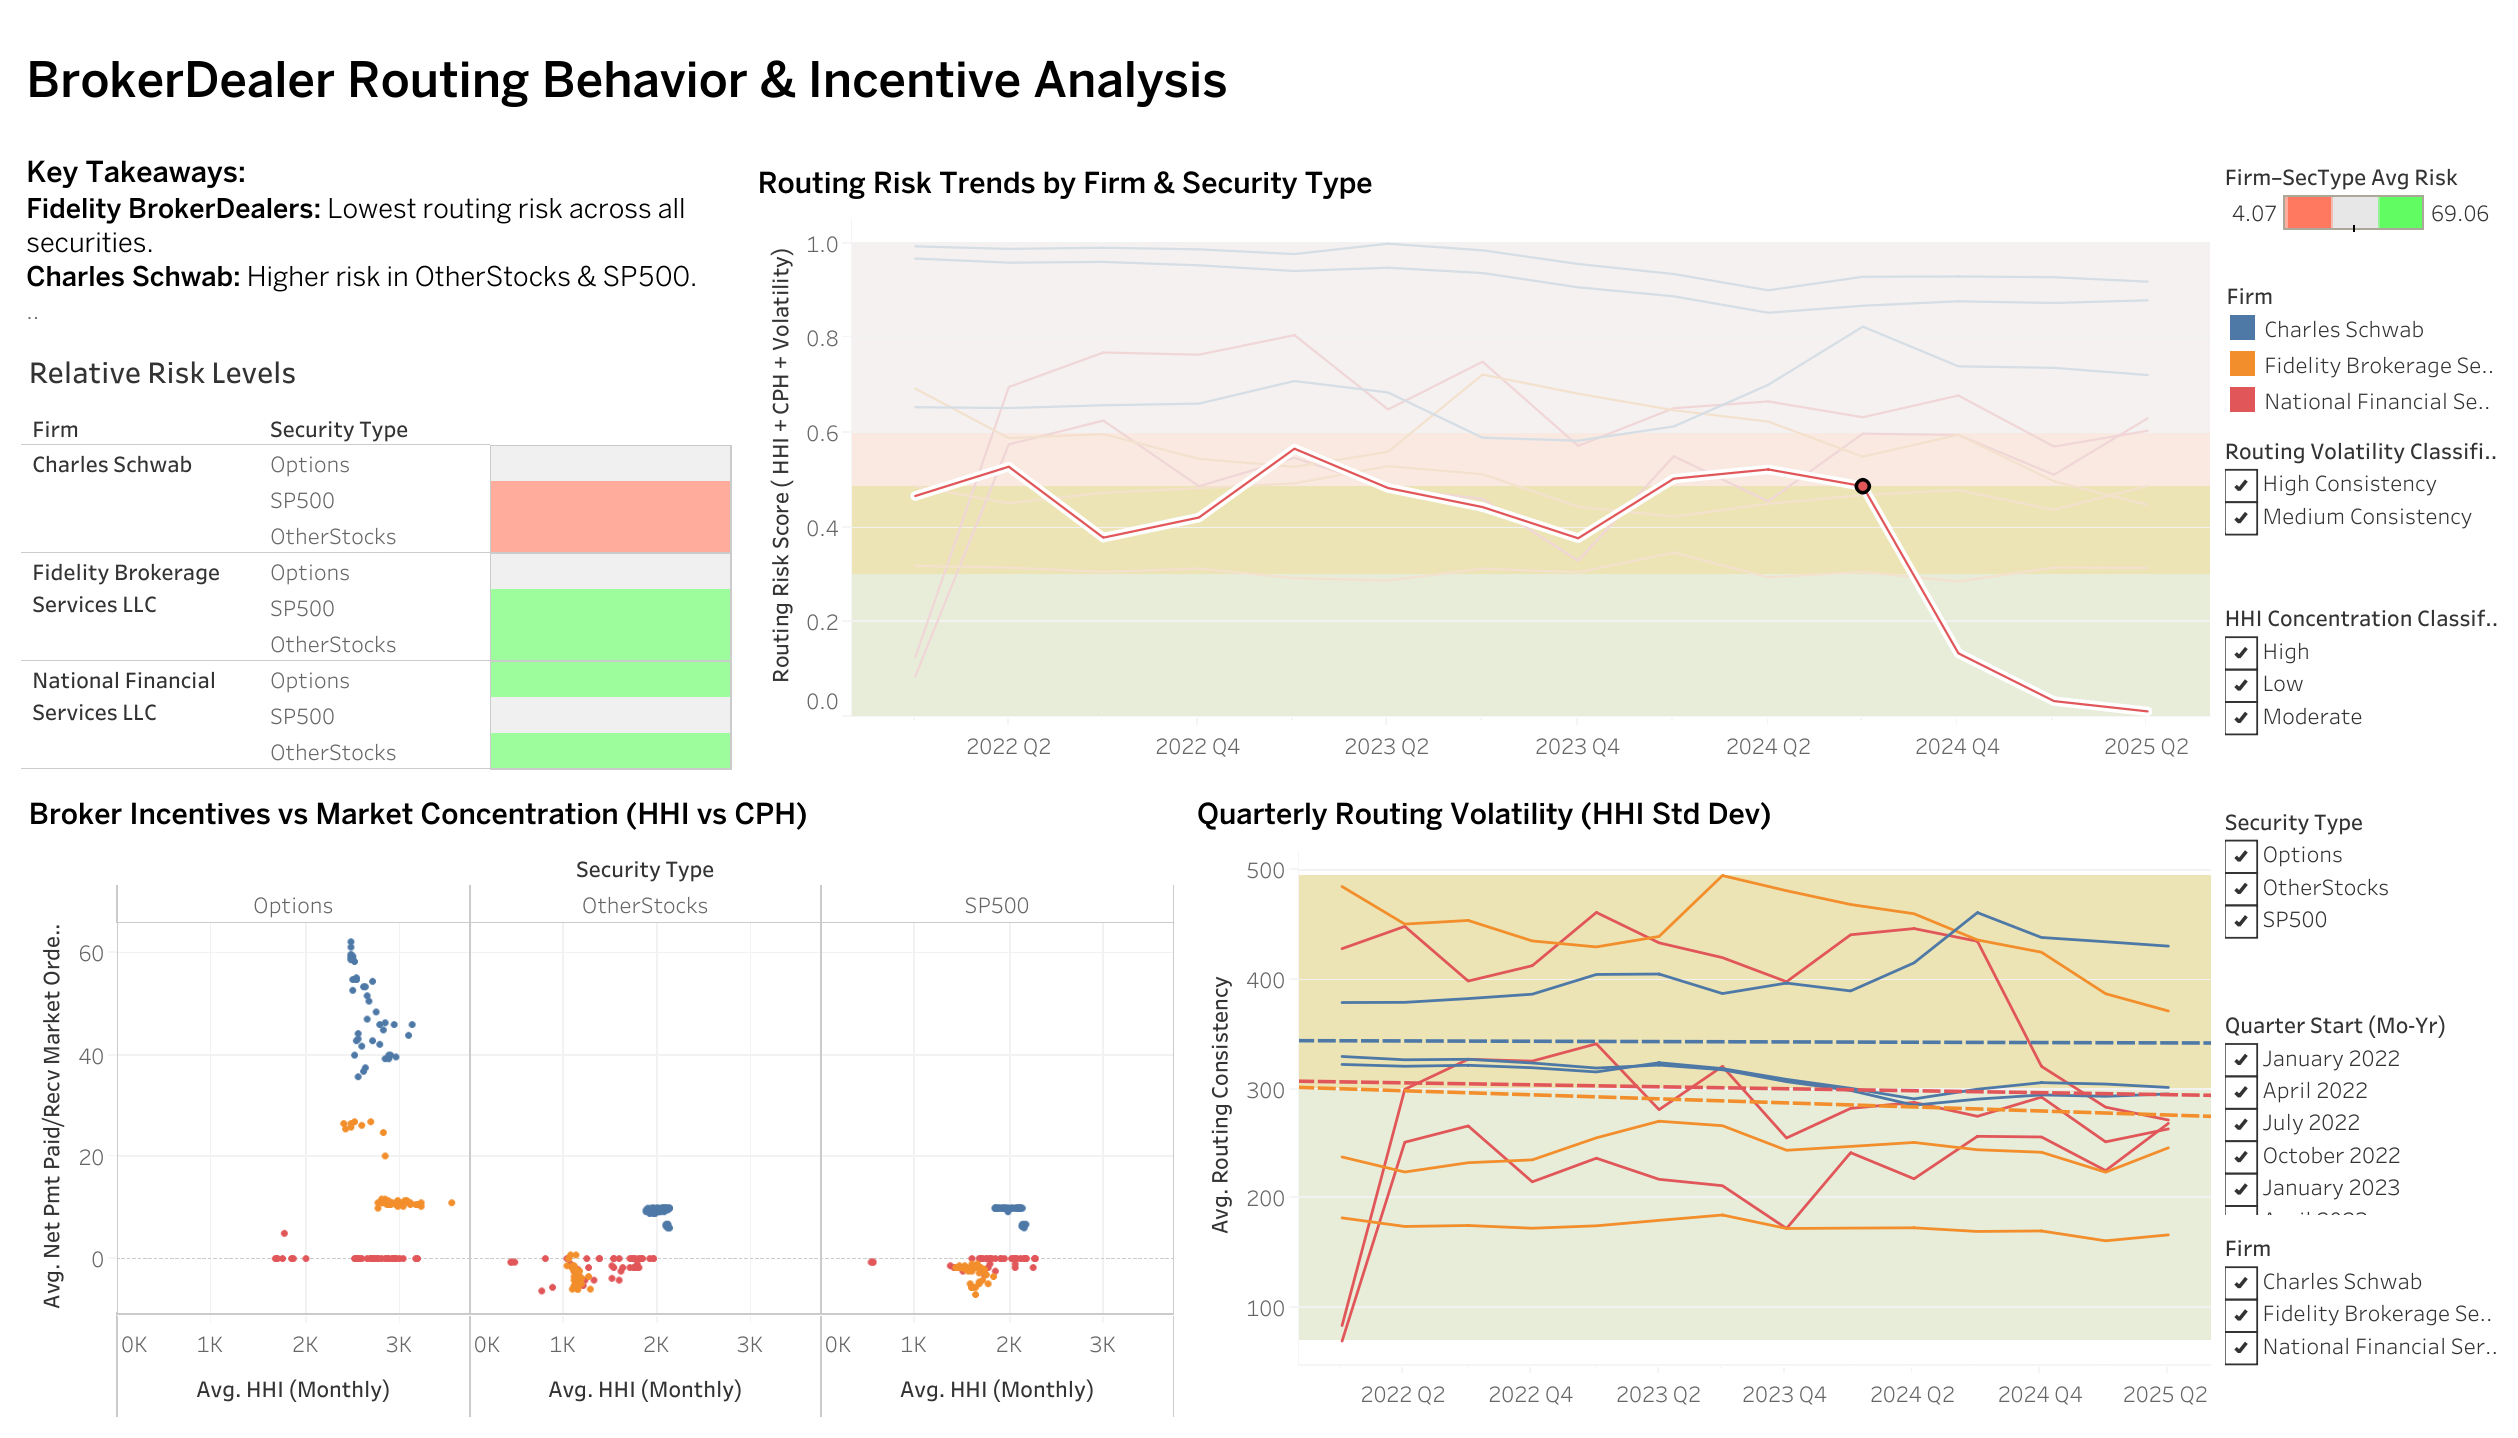 BrokerDealer Routing Behavior & Incentive Analysis
Key Takeaways:
Fidelity BrokerDealers: Lowest routing risk across all
securities.
Charles Schwab: Higher risk in OtherStocks & SP500.
..
Relative Risk Levels
Firm Security Type
Charles Schwab Options
SP500
OtherStocks
Fidelity Brokerage Options
Services LLC SP500
OtherStocks
National Financial Options
Services LLC SP500
OtherStocks
Routing Risk Trends by Firm & Security Type
Routing Risk Score ( HHI + CPH + Volatility)
1.0
0.8
0.6
0.4
0.2
0.0
2022 Q2 2022 Q4 2023 Q2 2023 Q4 2024 Q2 2024 Q4 2025 Q2
Firm–SecType Avg Risk
4.07 69.06
Firm
Charles Schwab
Fidelity Brokerage Se..
National Financial Se..
Routing Volatility Classifi..
High Consistency
Medium Consistency
HHI Concentration Classif..
High
Low
Moderate
Broker Incentives vs Market Concentration (HHI vs CPH)
Security Type
Options OtherStocks SP500
Avg. Net Pmt Paid/Recv Market Orde..
60
40
20
0
0K 1K 2K 3K 0K 1K 2K 3K 0K 1K 2K 3K
Avg. HHI (Monthly) Avg. HHI (Monthly) Avg. HHI (Monthly)
Quarterly Routing Volatility (HHI Std Dev)
Avg. Routing Consistency
500
400
300
200
100
2022 Q2 2022 Q4 2023 Q2 2023 Q4 2024 Q2 2024 Q4 2025 Q2
Security Type
Options
OtherStocks
SP500
Quarter Start (Mo-Yr)
January 2022
April 2022
July 2022
October 2022
January 2023
Firm
Charles Schwab
Fidelity Brokerage Se..
National Financial Ser..